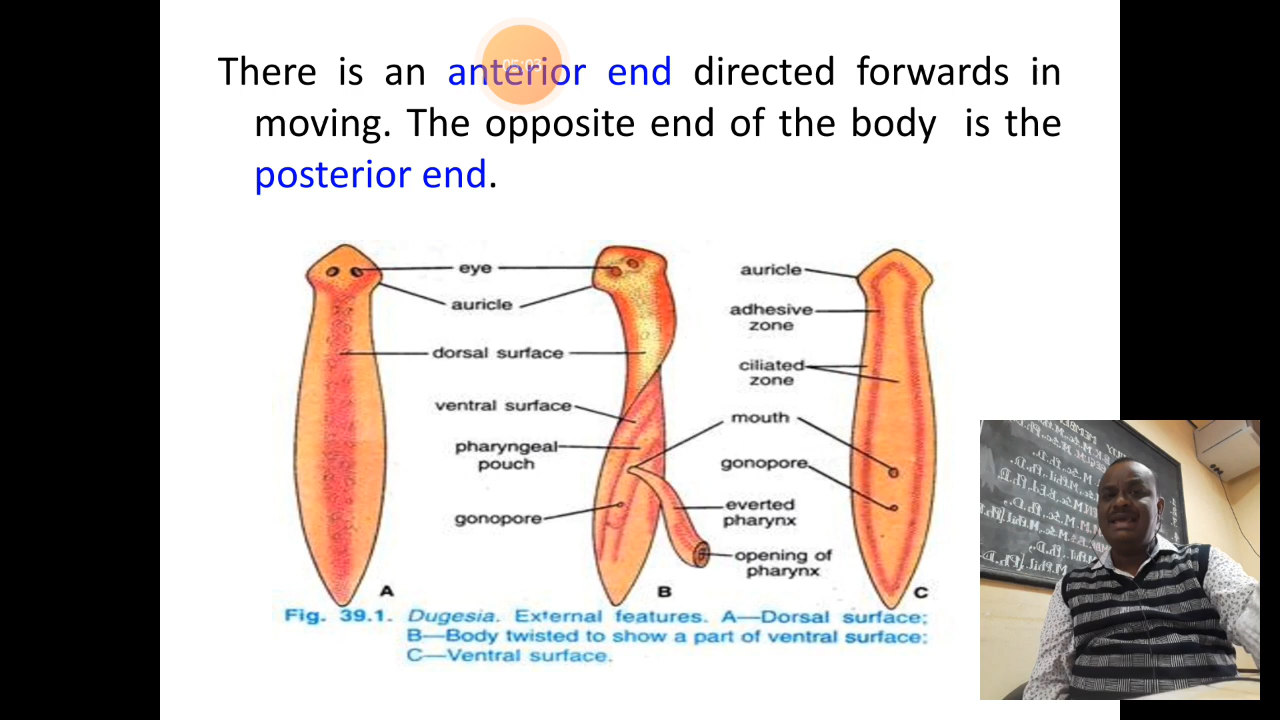 There is an anterior end directed forwards in
moving. The opposite end of the body is the
posterior end.
05:03
eye
auricle
dorsal surface
ventral surface
pharyngeal
pouch
gonopore
auricle
adhesive
zone
ciliated
zone
mouth
gonopore
everted
pharynx
opening of
pharynx
A
B
C
Fig. 39.1. Dugesia. External features. A—Dorsal surface;
B—Body twisted to show a part of ventral surface;
C—Ventral surface.